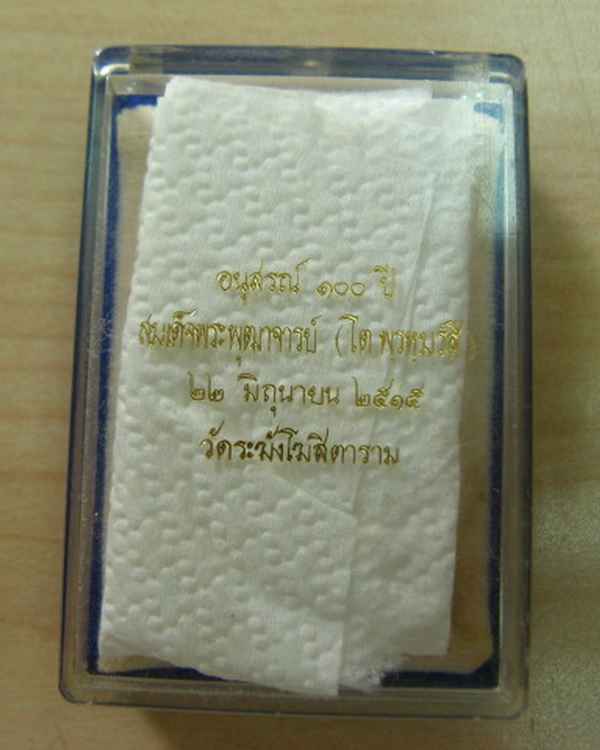 อนุสรณ์ ๑๐๐ ปี
สมเด็จพระพุฒาจารย์ (โต พรหมรังสี)
๒๒ มิถุนายน ๒๕๑๕
วัดระฆังโฆสิตาราม